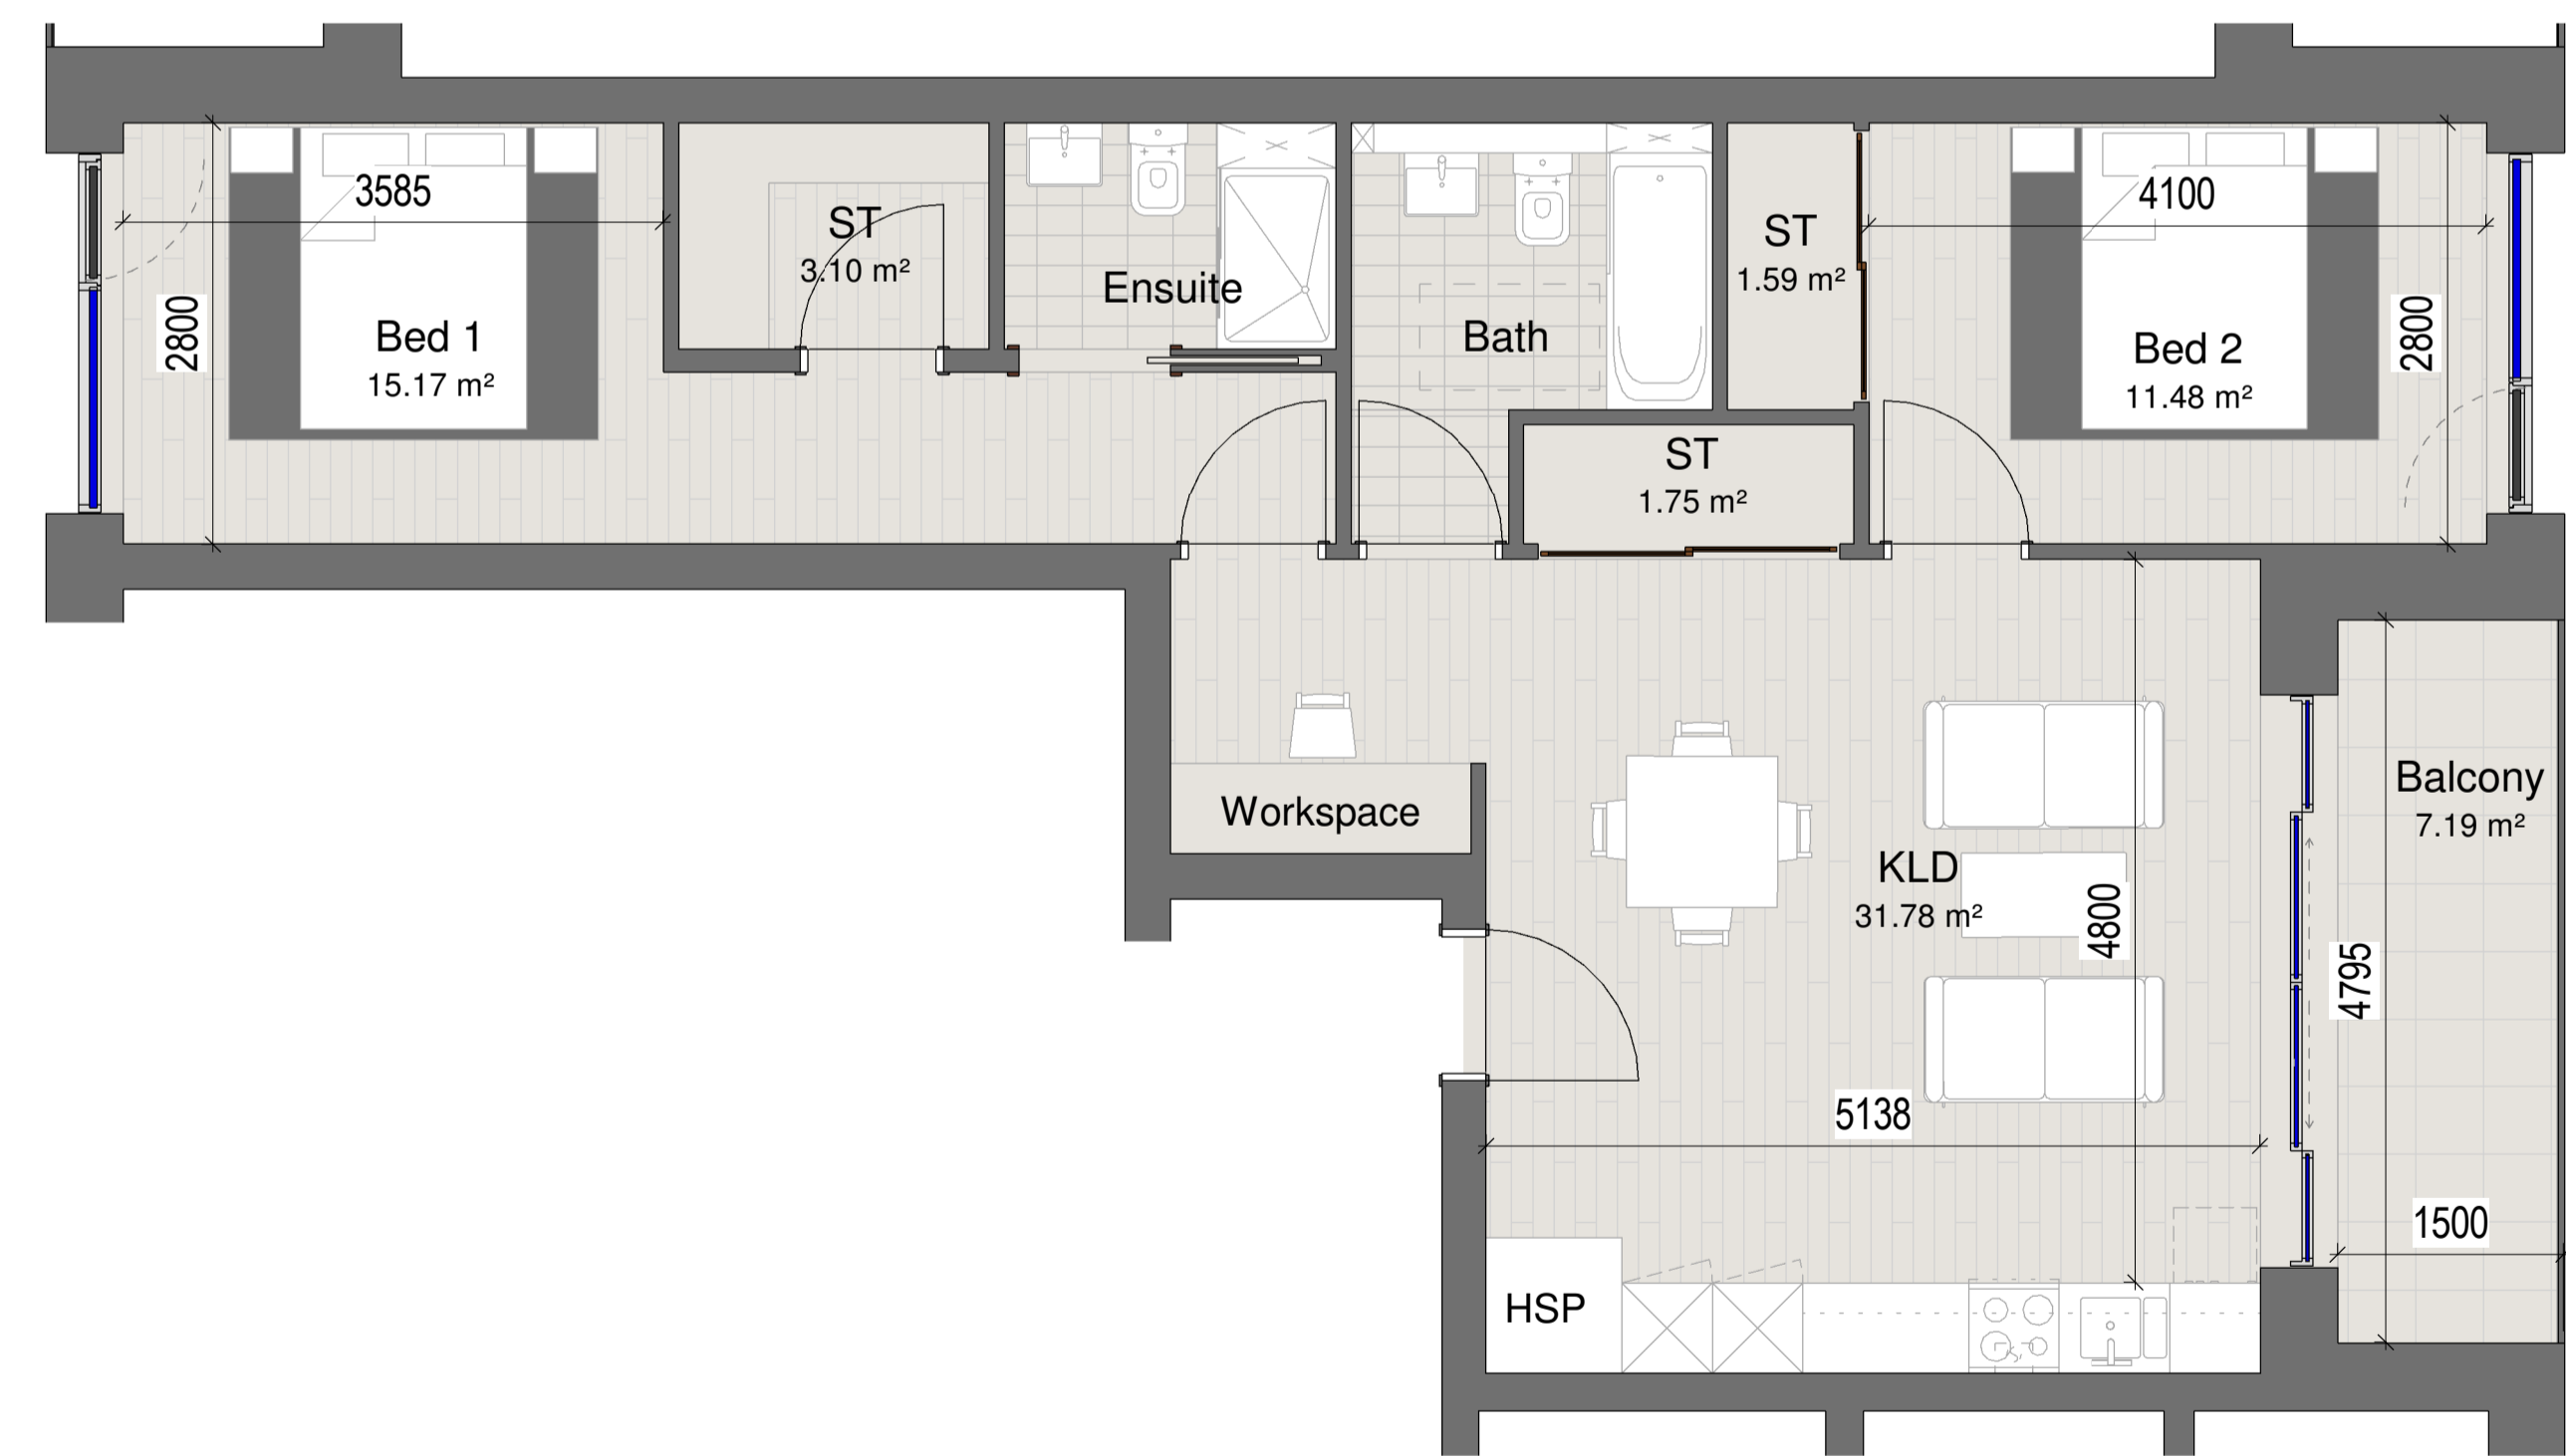 3585
2800
Bed 1
15.17 m²
ST
3.10 m²
Ensuite
Bath
ST
1.59 m²
ST
1.75 m²
4100
2800
Bed 2
11.48 m²
Workspace
KLD
31.78 m²
4800
Balcony
7.19 m²
4795
5138
1500
HSP